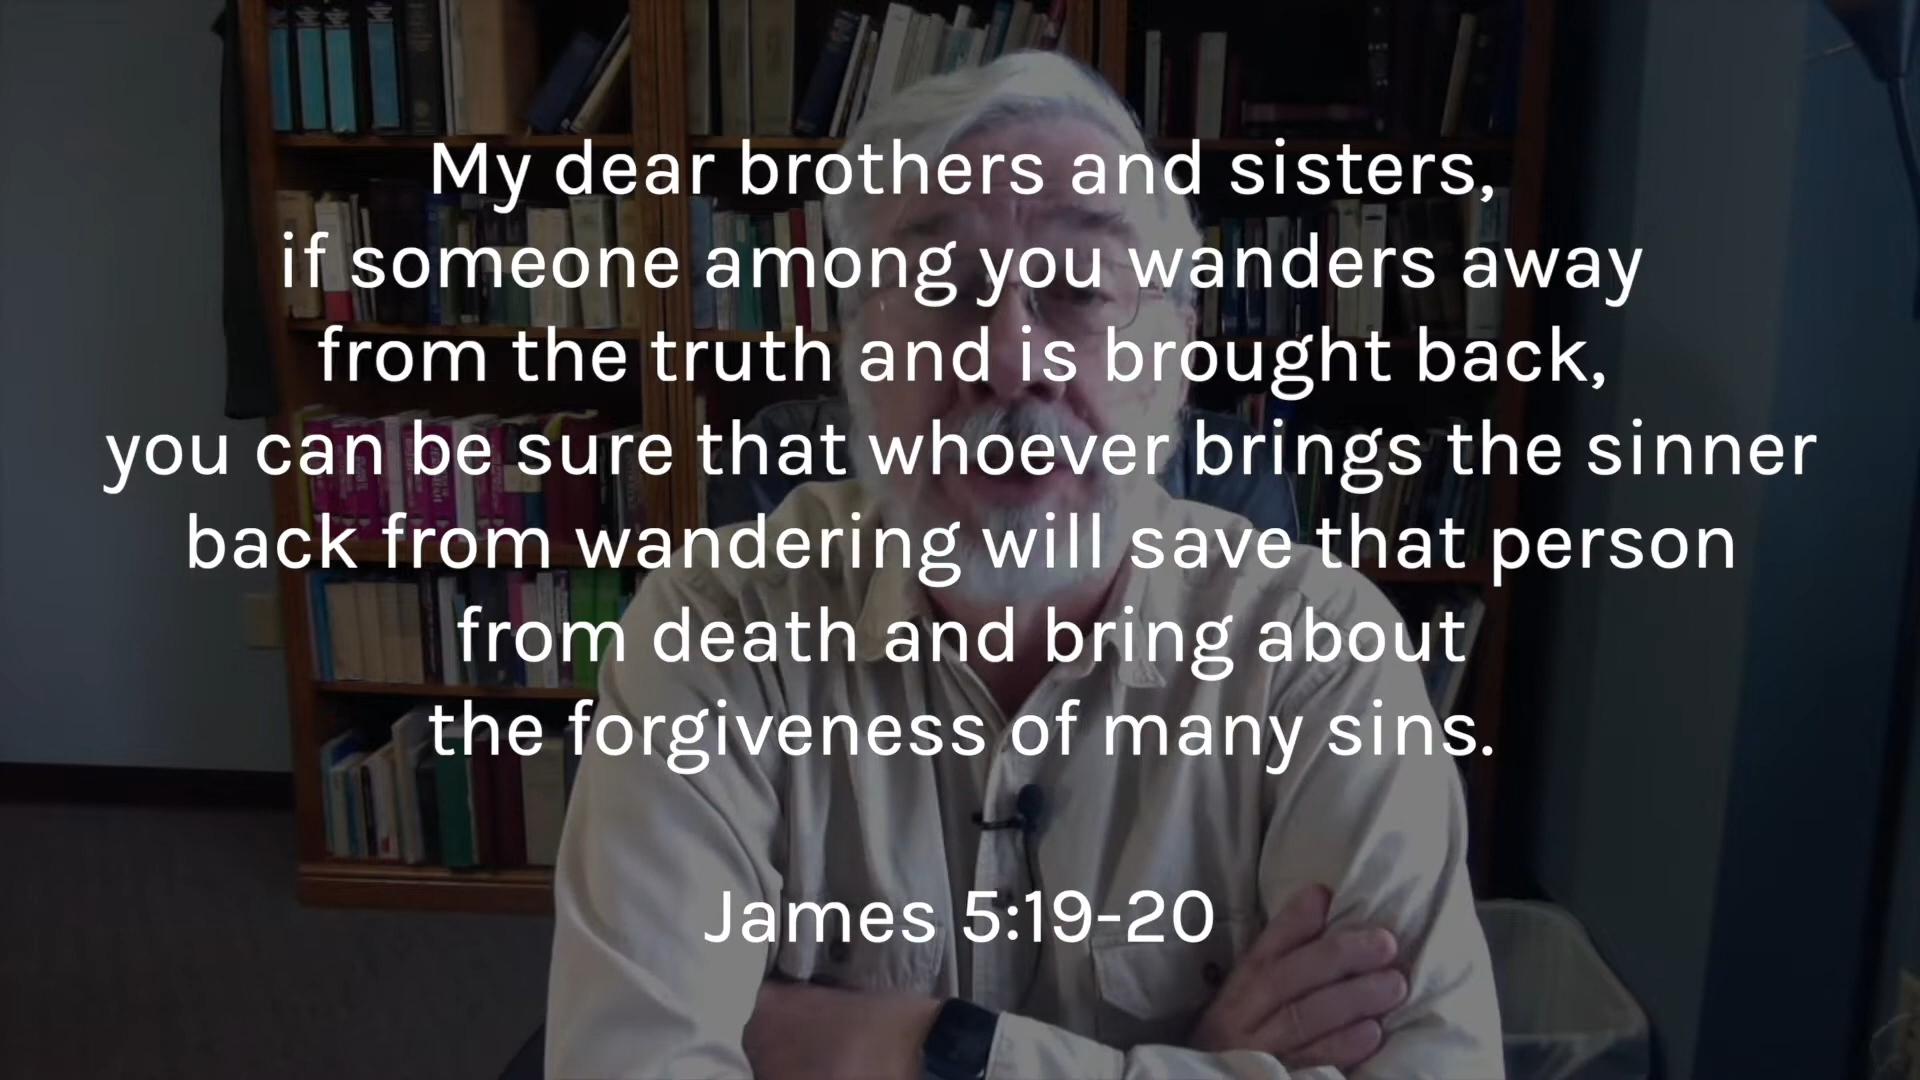 My dear brothers and sisters,
if someone among you wanders away
from the truth and is brought back,
you can be sure that whoever brings the sinner
back from wandering will save that person
from death and bring about
the forgiveness of many sins.
James 5:19-20